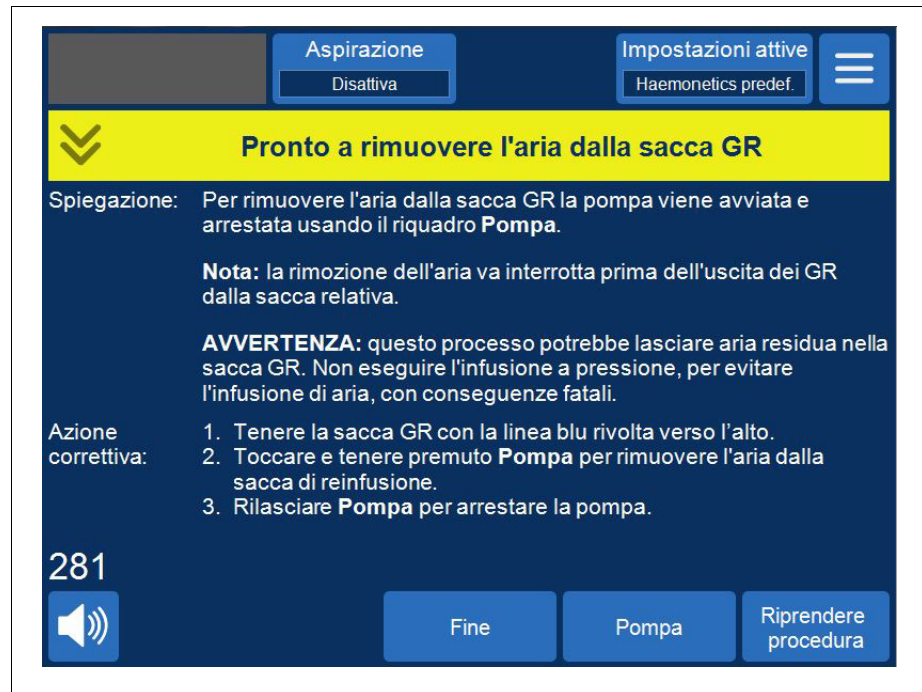 Aspirazione
Disattiva
Impostazioni attive
Haemonetics predef.
Pronto a rimuovere l'aria dalla sacca GR
Spiegazione:
Per rimuovere l'aria dalla sacca GR la pompa viene avviata e
arrestata usando il riquadro Pompa.
Nota: la rimozione dell'aria va interrotta prima dell'uscita dei GR
dalla sacca relativa.
AVVERTENZA: questo processo potrebbe lasciare aria residua nella
sacca GR. Non eseguire l'infusione a pressione, per evitare
l'infusione di aria, con conseguenze fatali.
Azione
correttiva:
1. Tenere la sacca GR con la linea blu rivolta verso l’alto.
2. Toccare e tenere premuto Pompa per rimuovere l'aria dalla
sacca di reinfusione.
3. Rilasciare Pompa per arrestare la pompa.
281
Fine
Pompa
Riprendere
procedura